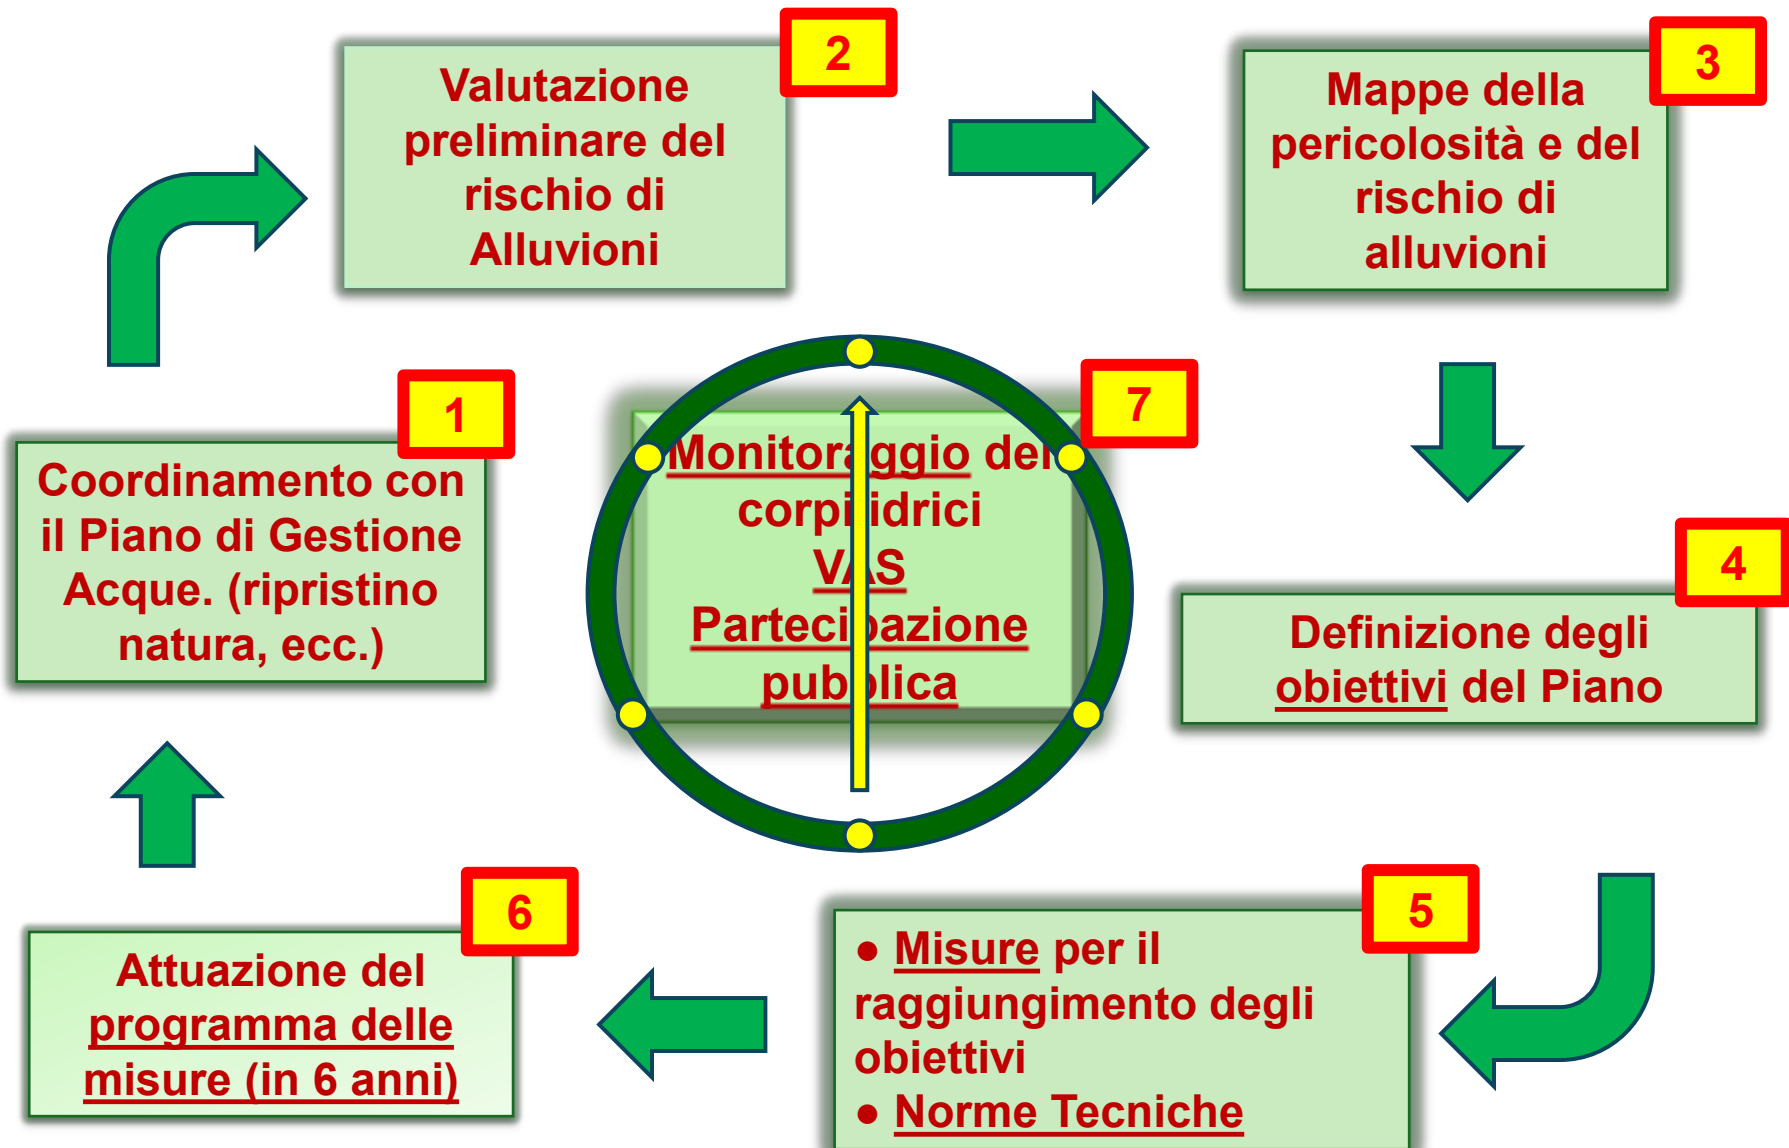 2
Valutazione
preliminare del
rischio di
Alluvioni
3
Mappe della
pericolosità e del
rischio di
alluvioni
1
Coordinamento con
il Piano di Gestione
Acque. (ripristino
natura, ecc.)
7
Monitoraggio dei
corpi idrici
VAS
Partecipazione
pubblica
4
Definizione degli
obiettivi del Piano
6
Attuazione del
programma delle
misure (in 6 anni)
5
● Misure per il
raggiungimento degli
obiettivi
● Norme Tecniche